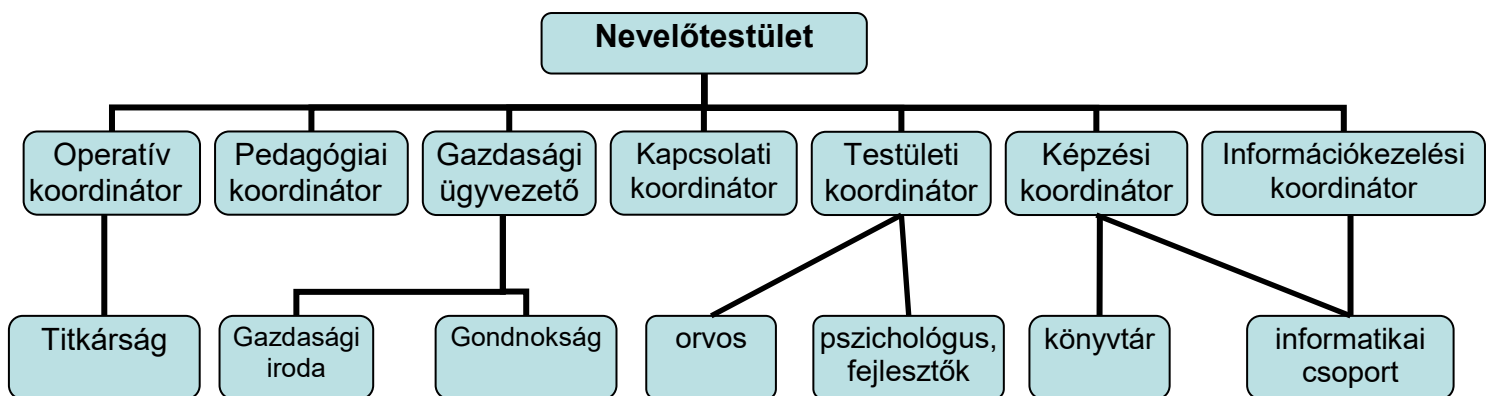 Nevelőtestület
Operatív
koordinátor
Pedagógiai
koordinátor
Gazdasági
ügyvezető
Kapcsolati
koordinátor
Testületi
koordinátor
Képzési
koordinátor
Információkezelési
koordinátor
Titkárság
Gazdasági
iroda
Gondnokság
orvos
pszichológus,
fejlesztők
könyvtár
informatikai
csoport